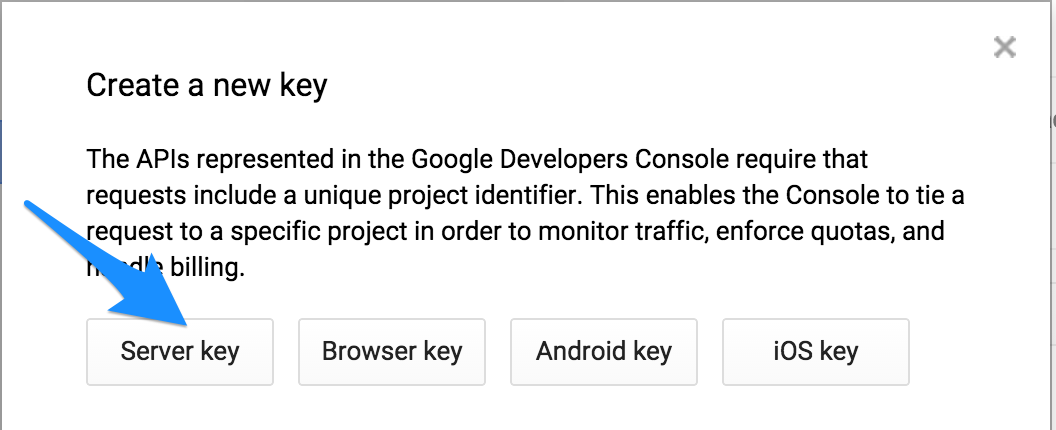 Create a new key
The APIs represented in the Google Developers Console require that
requests include a unique project identifier. This enables the Console to tie a
request to a specific project in order to monitor traffic, enforce quotas, and
handle billing.
Server key
Browser key
Android key
iOS key